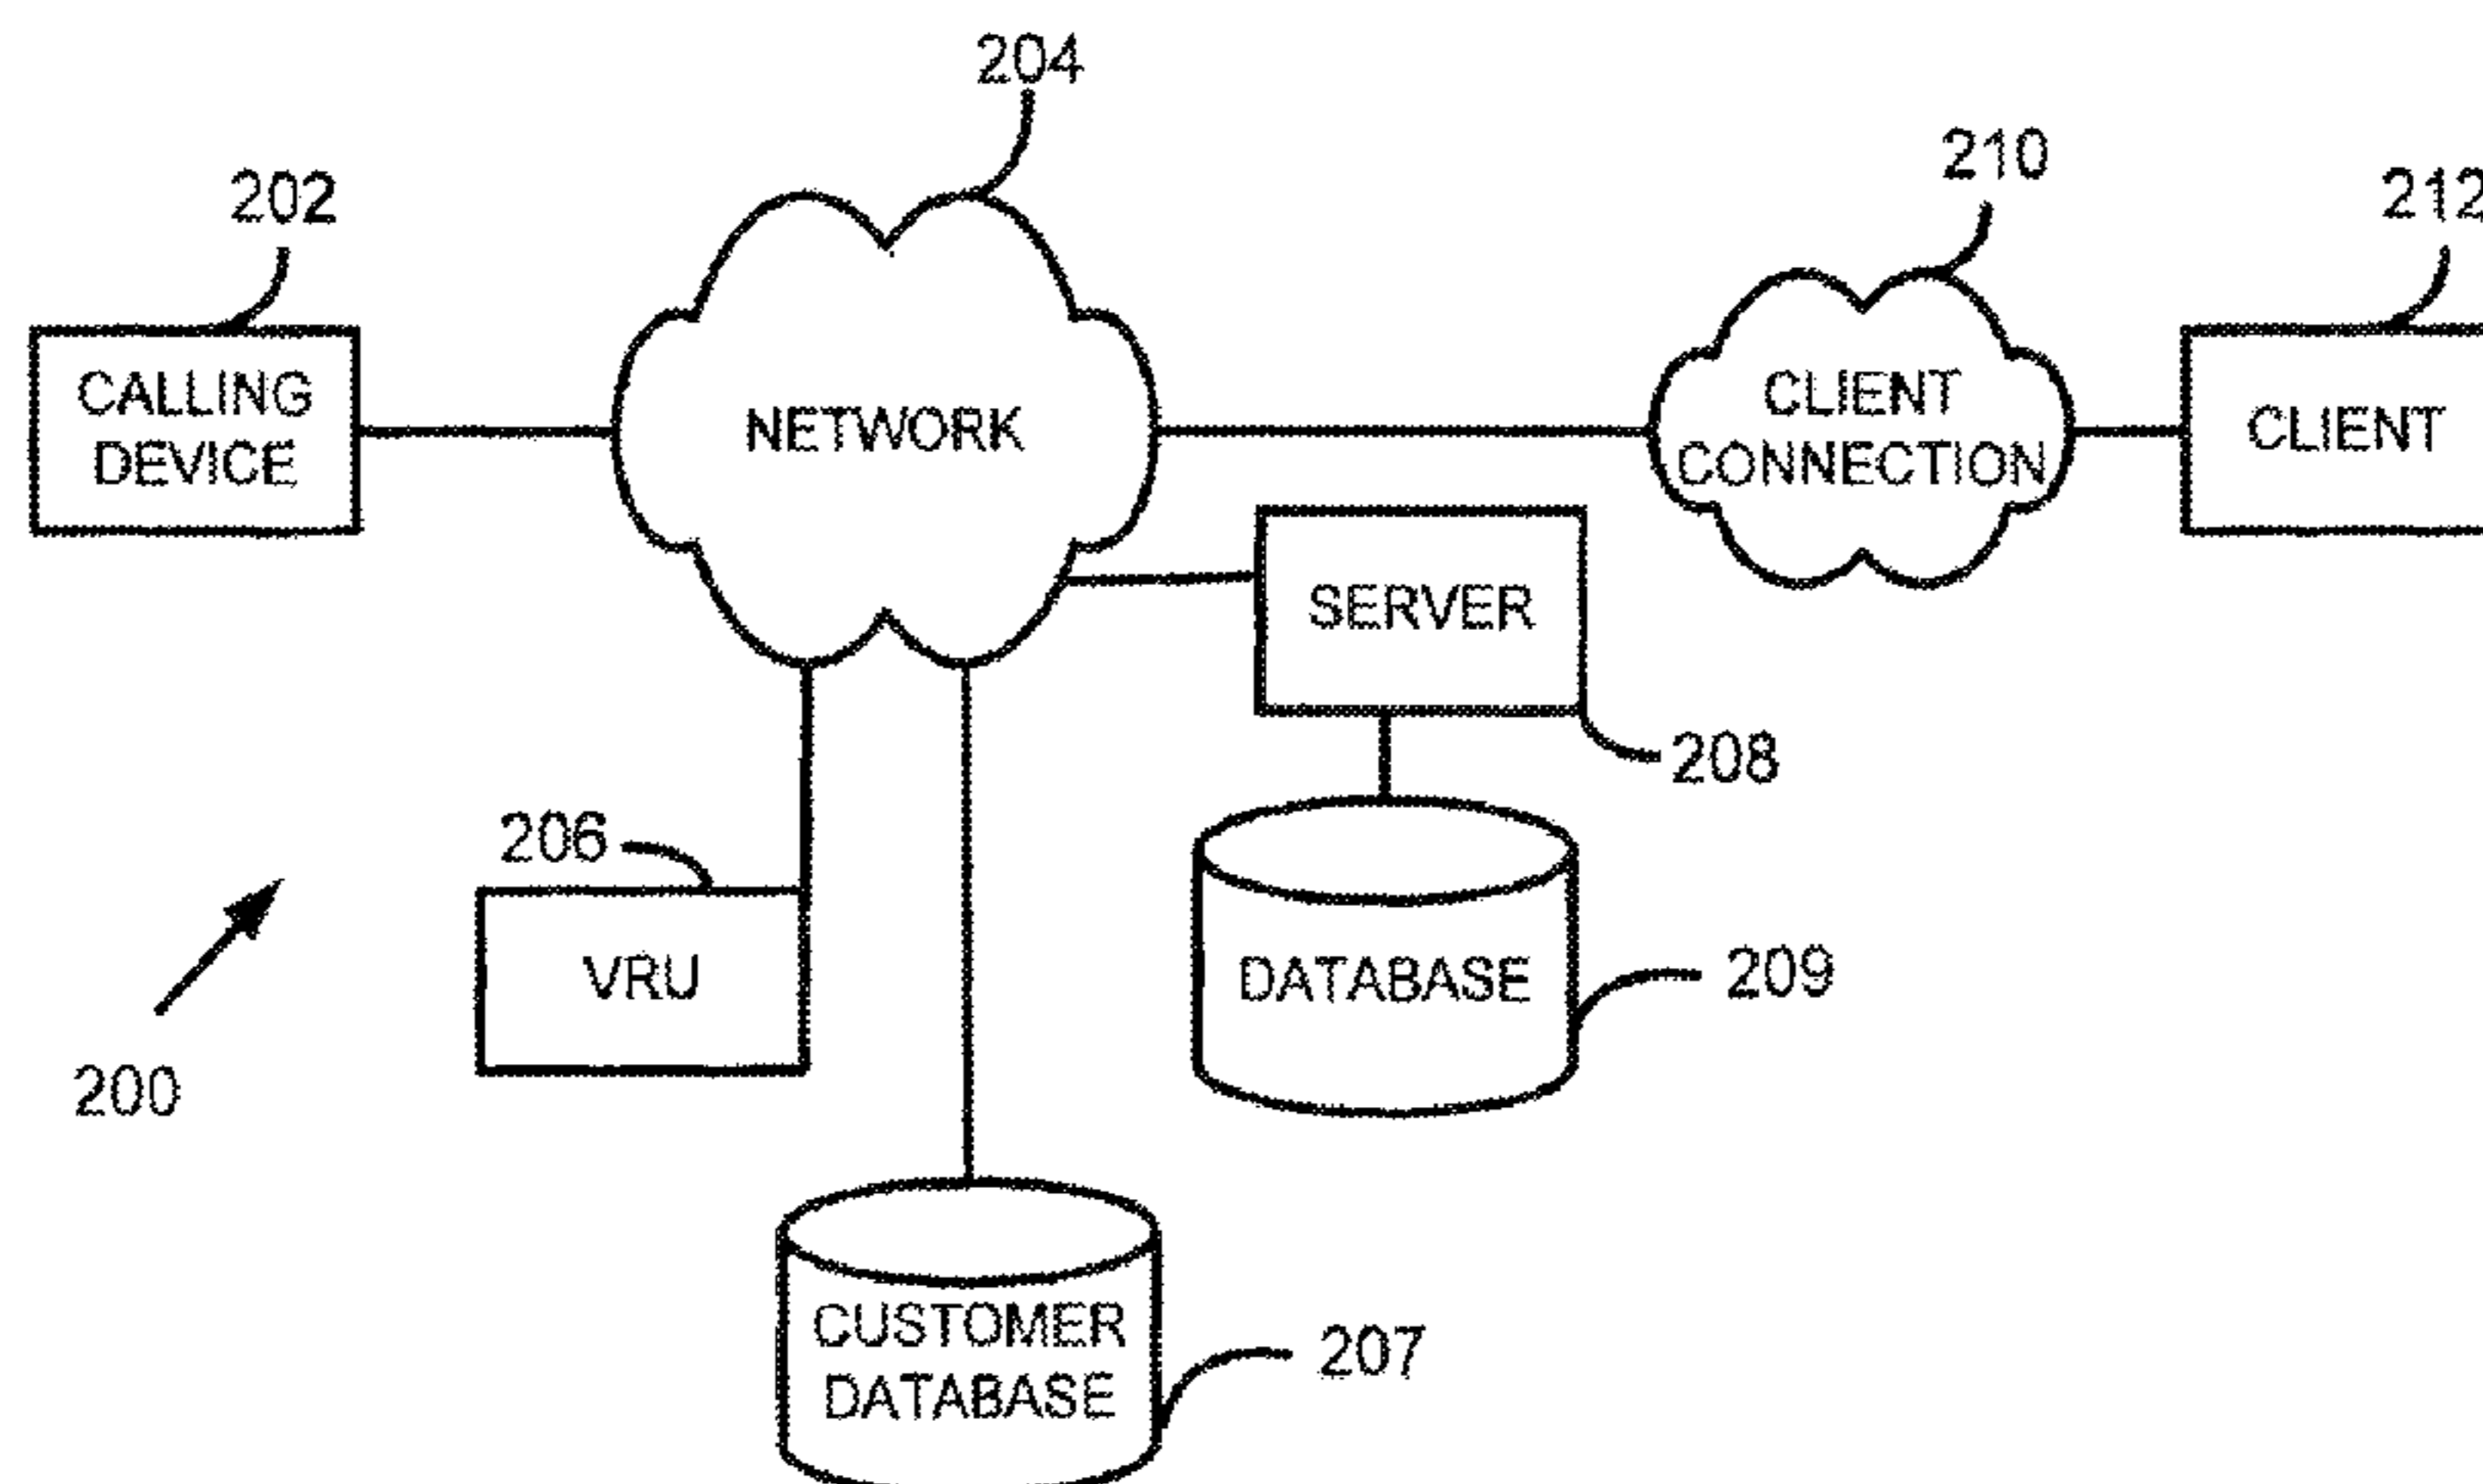 204
210
202
212
CALLING
DEVICE
NETWORK
CLIENT
CONNECTION
CLIENT
SERVER
208
206
VRU
DATABASE
209
200
CUSTOMER
DATABASE
207